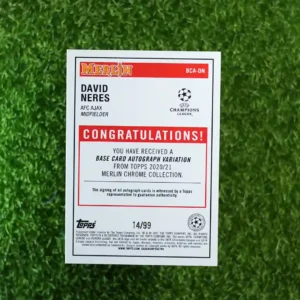 MERLIN
BCA-DN
DAVID
NERES
AFC AJAX
MIDFIELDER
CHAMPIONS
LEAGUE
CONGRATULATIONS!
YOU HAVE RECEIVED A
BASE CARD AUTOGRAPH VARIATION
FROM TOPPS 2020/21
MERLIN CHROME COLLECTION.
The signing of all autograph cards is witnessed by a Topps
representative to guarantee authenticity.
Topps
14/99